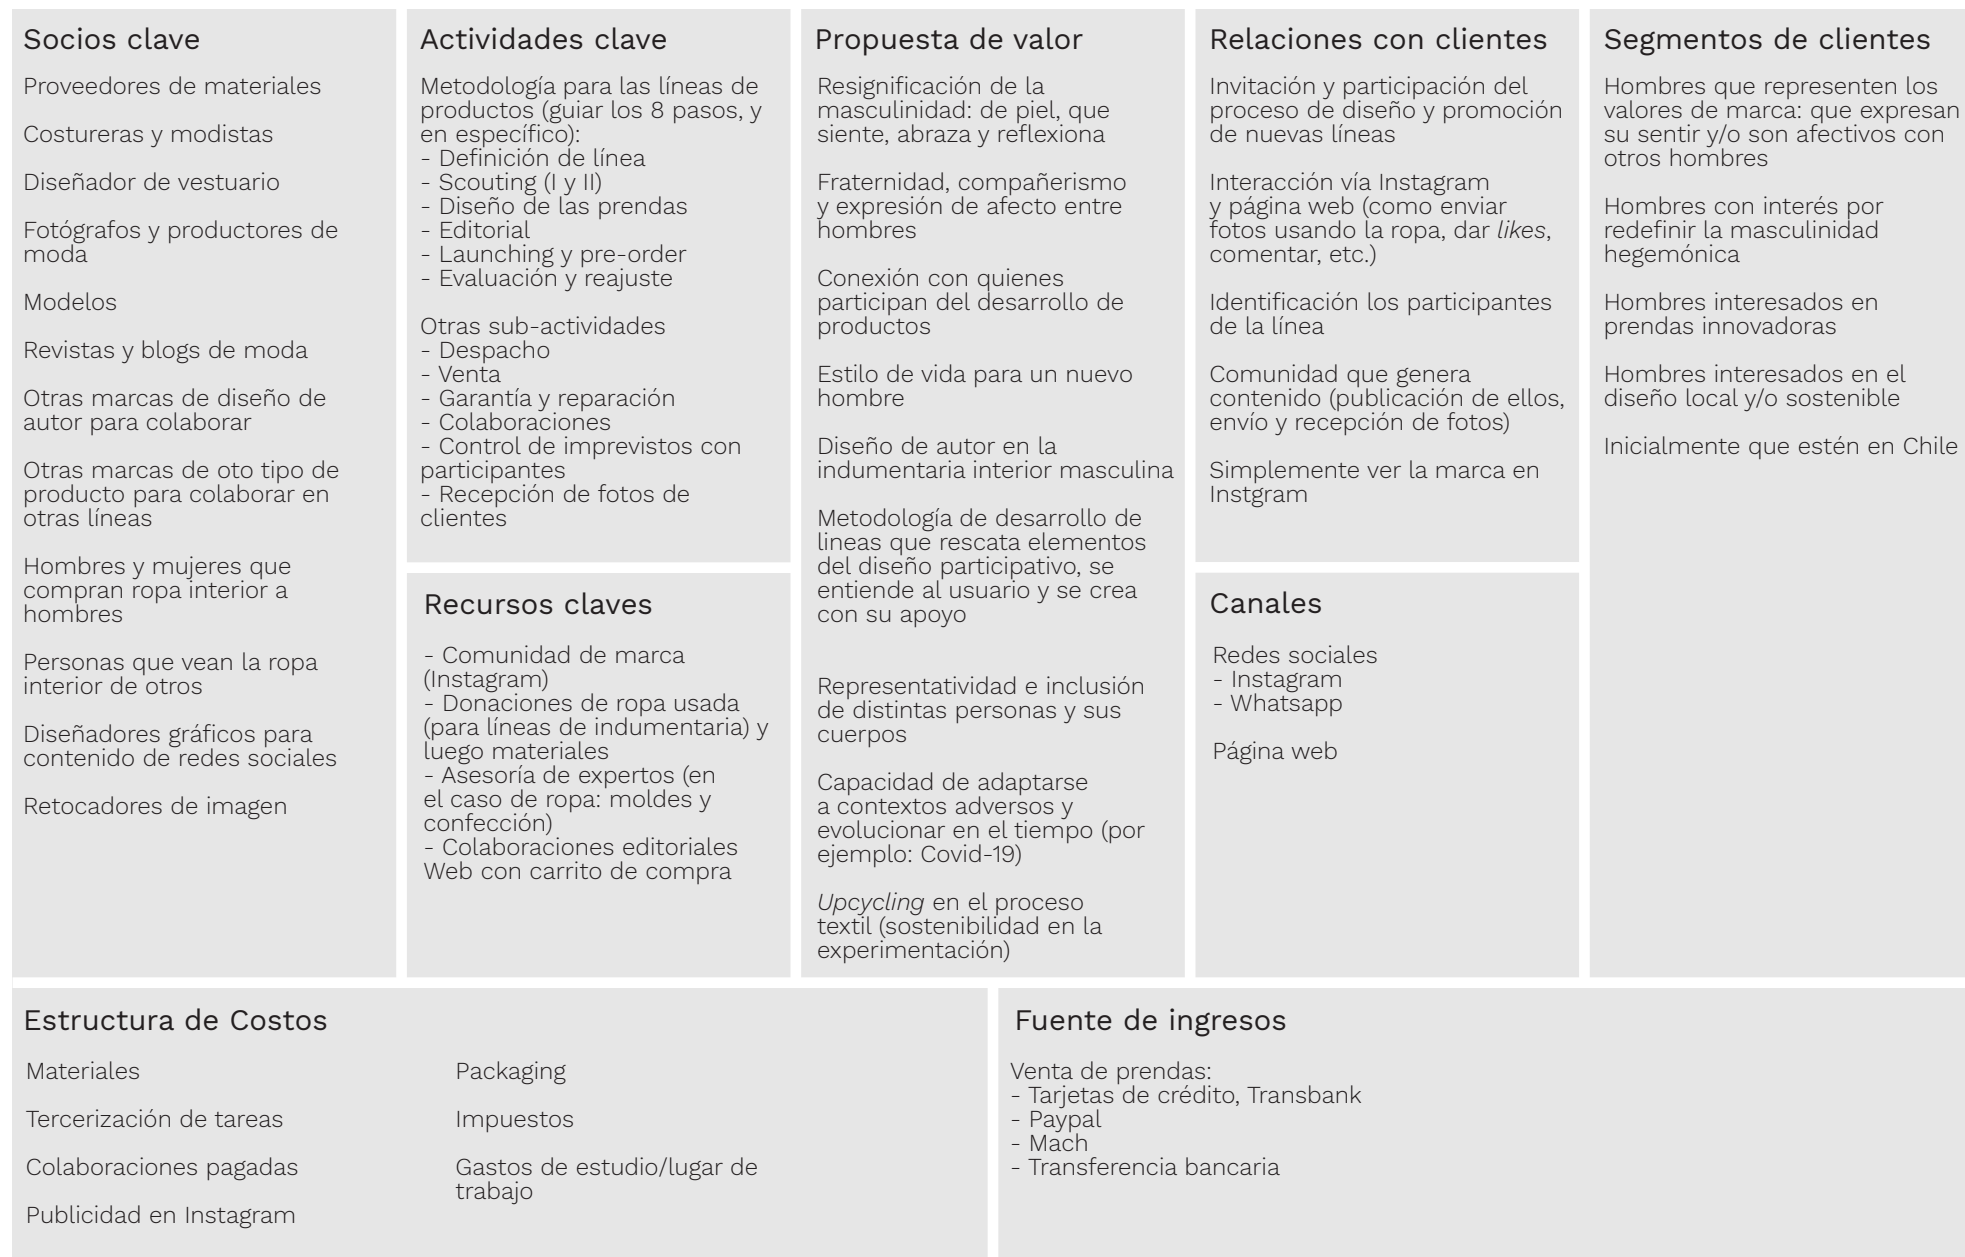 Socios clave
Proveedores de materiales
Costureras y modistas
Diseñador de vestuario
Fotógrafos y productores de
moda
Modelos
Revistas y blogs de moda
Otras marcas de diseño de
autor para colaborar
Otras marcas de oto tipo de
producto para colaborar en
otras líneas
Hombres y mujeres que
compran ropa interior a
hombres
Personas que vean la ropa
interior de otros
Diseñadores gráficos para
contenido de redes sociales
Retocadores de imagen
Actividades clave
Metodología para las líneas de
productos (guiar los 8 pasos, y
en específico):
- Definición de línea
- Scouting (I y II)
- Diseño de las prendas
- Editorial
- Launching y pre-order
- Evaluación y reajuste
Otras sub-actividades
- Despacho
- Venta
- Garantía y reparación
- Colaboraciones
- Control de imprevistos con
participantes
- Recepción de fotos de
clientes
Recursos claves
- Comunidad de marca
(Instagram)
- Donaciones de ropa usada
(para líneas de indumentaria) y
luego materiales
- Asesoría de expertos (en
el caso de ropa: moldes y
confección)
- Colaboraciones editoriales
Web con carrito de compra
Propuesta de valor
Resignificación de la
masculinidad: de piel, que
siente, abraza y reflexiona
Fraternidad, compañerismo
y expresión de afecto entre
hombres
Conexión con quienes
participan del desarrollo de
productos
Estilo de vida para un nuevo
hombre
Diseño de autor en la
indumentaria interior masculina
Metodología de desarrollo de
lineas que rescata elementos
del diseño participativo, se
entiende al usuario y se crea
con su apoyo
Representatividad e inclusión
de distintas personas y sus
cuerpos
Capacidad de adaptarse
a contextos adversos y
evolucionar en el tiempo (por
ejemplo: Covid-19)
Upcycling en el proceso
textil (sostenibilidad en la
experimentación)
Relaciones con clientes
Invitación y participación del
proceso de diseño y promoción
de nuevas líneas
Interacción vía Instagram
y página web (como enviar
fotos usando la ropa, dar likes,
comentar, etc.)
Identificación los participantes
de la línea
Comunidad que genera
contenido (publicación de ellos,
envío y recepción de fotos)
Simplemente ver la marca en
Instgram
Canales
Redes sociales
- Instagram
- Whatsapp
Página web
Segmentos de clientes
Hombres que representen los
valores de marca: que expresan
su sentir y/o son afectivos con
otros hombres
Hombres con interés por
redefinir la masculinidad
hegemónica
Hombres interesados en
prendas innovadoras
Hombres interesados en el
diseño local y/o sostenible
Inicialmente que estén en Chile
Estructura de Costos
Materiales
Tercerización de tareas
Colaboraciones pagadas
Publicidad en Instagram
Packaging
Impuestos
Gastos de estudio/lugar de
trabajo
Fuente de ingresos
Venta de prendas:
- Tarjetas de crédito, Transbank
- Paypal
- Mach
- Transferencia bancaria